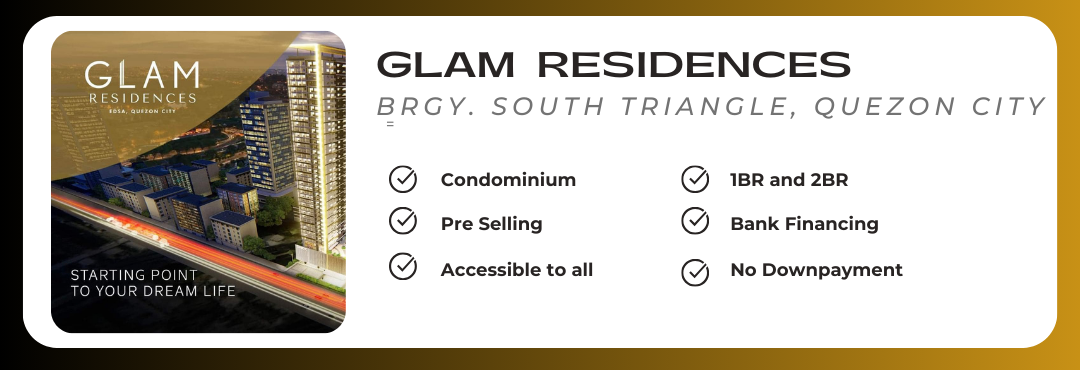 GLAM
RESIDENCES
EDSA, QUEZON CITY
STARTING POINT
TO YOUR DREAM LIFE
GLAM RESIDENCES
BRGY. SOUTH TRIANGLE, QUEZON CITY
=
Condominium
Pre Selling
Accessible to all
1BR and 2BR
Bank Financing
No Downpayment